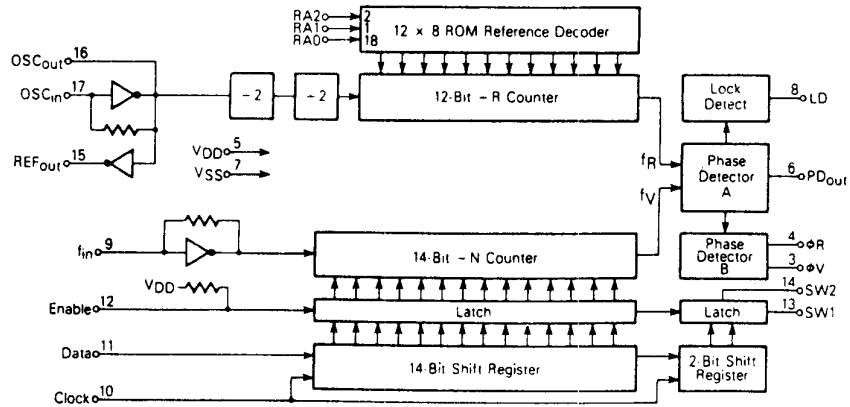 RA2 2
RA1 1
RA0 18
12 × 8 ROM Reference Decoder
OSCout 16
OSCin 17
÷2
÷2
12-Bit ÷ R Counter
Lock
Detect
8 LD
REFout 15
VDD 5
VSS 7
fR
fV
Phase
Detector
A
6 PDout
fin 9
14-Bit ÷ N Counter
Phase
Detector
B
4 ϕR
3 ϕV
VDD
Enable 12
Latch
Latch
14 SW2
13 SW1
Data 11
14-Bit Shift Register
2-Bit Shift
Register
Clock 10